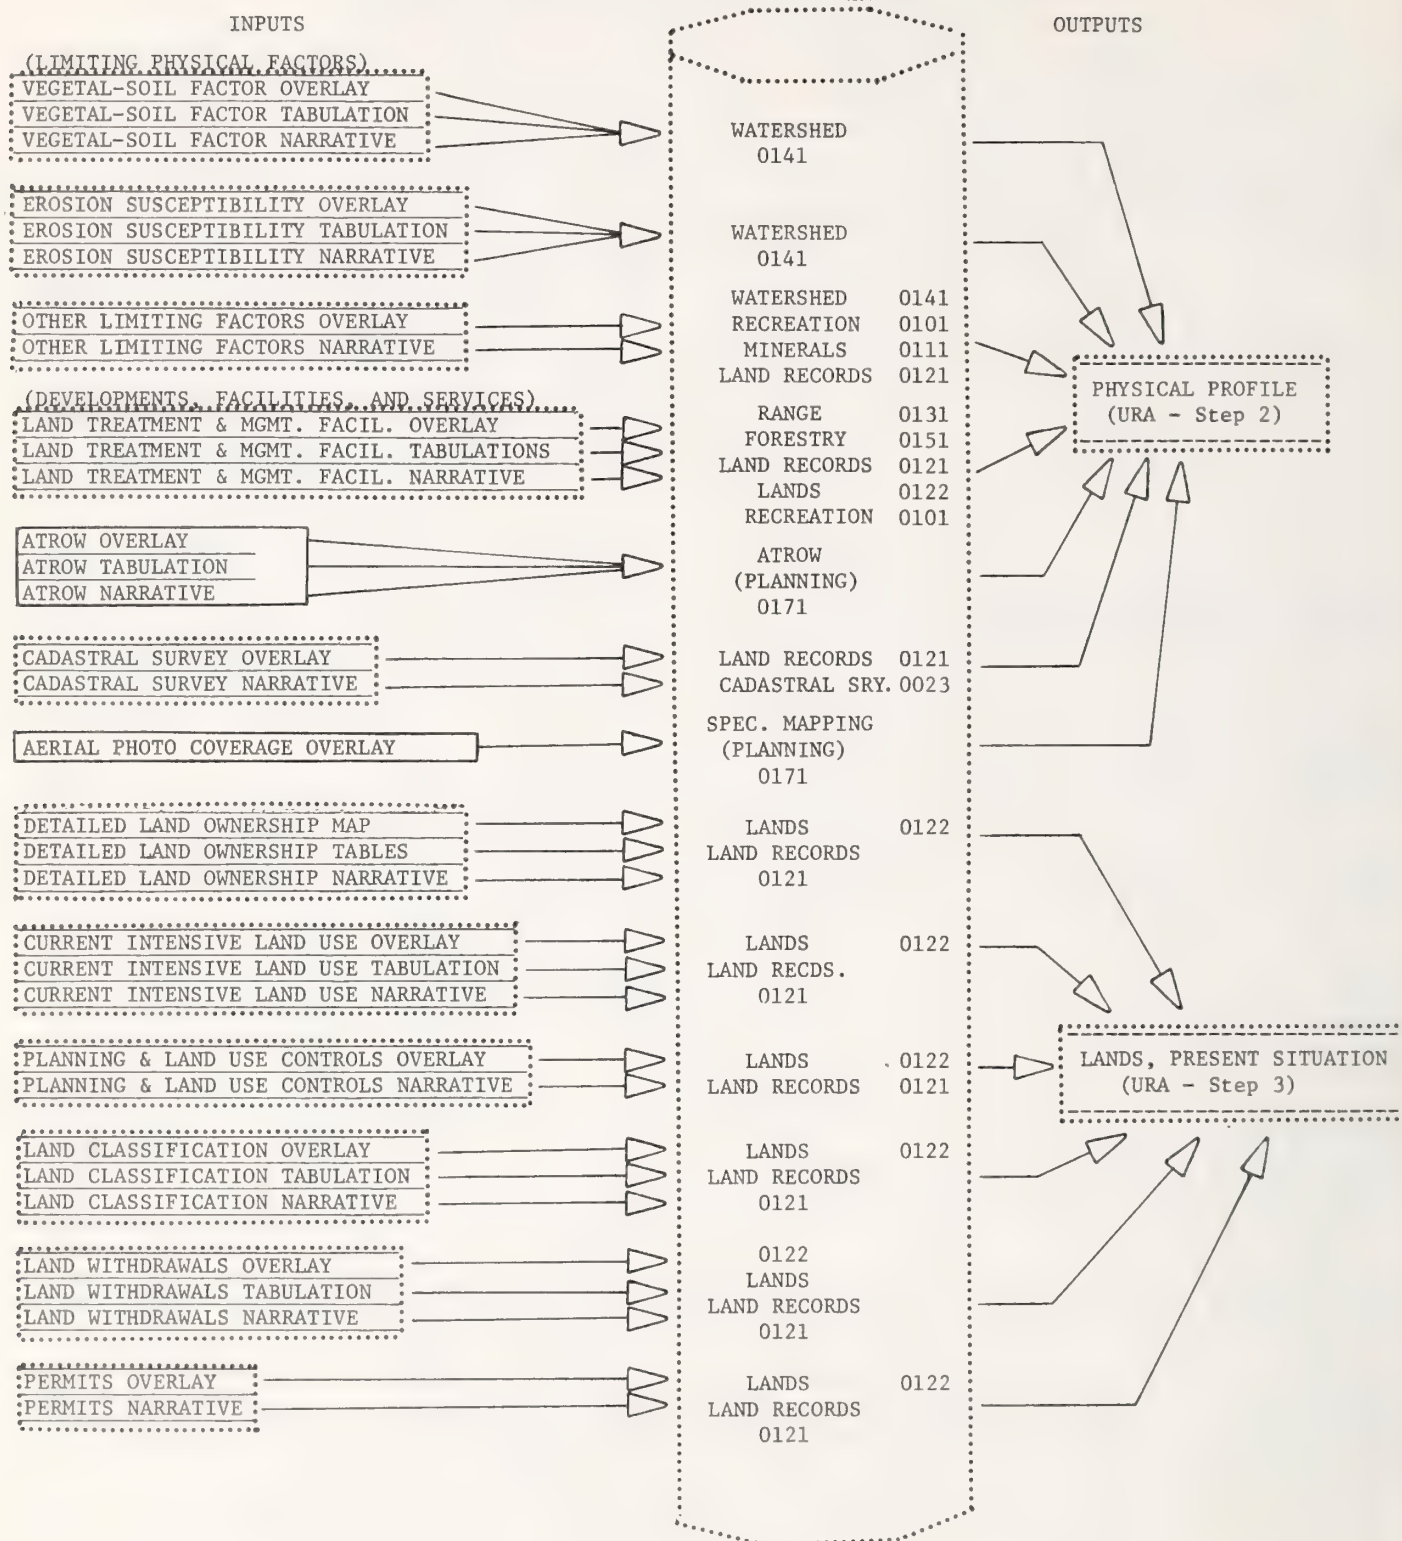 INPUTS
OUTPUTS
(LIMITING PHYSICAL FACTORS)
VEGETAL-SOIL FACTOR OVERLAY
VEGETAL-SOIL FACTOR TABULATION
VEGETAL-SOIL FACTOR NARRATIVE
WATERSHED
0141
EROSION SUSCEPTIBILITY OVERLAY
EROSION SUSCEPTIBILITY TABULATION
EROSION SUSCEPTIBILITY NARRATIVE
WATERSHED
0141
OTHER LIMITING FACTORS OVERLAY
OTHER LIMITING FACTORS NARRATIVE
WATERSHED 0141
RECREATION 0101
MINERALS 0111
LAND RECORDS 0121
(DEVELOPMENTS, FACILITIES, AND SERVICES)
LAND TREATMENT & MGMT. FACIL. OVERLAY
LAND TREATMENT & MGMT. FACIL. TABULATIONS
LAND TREATMENT & MGMT. FACIL. NARRATIVE
RANGE 0131
FORESTRY 0151
LAND RECORDS 0121
LANDS 0122
RECREATION 0101
PHYSICAL PROFILE
(URA - Step 2)
ATROW OVERLAY
ATROW TABULATION
ATROW NARRATIVE
ATROW
(PLANNING)
0171
CADASTRAL SURVEY OVERLAY
CADASTRAL SURVEY NARRATIVE
LAND RECORDS 0121
CADASTRAL SRY. 0023
AERIAL PHOTO COVERAGE OVERLAY
SPEC. MAPPING
(PLANNING)
0171
DETAILED LAND OWNERSHIP MAP
DETAILED LAND OWNERSHIP TABLES
DETAILED LAND OWNERSHIP NARRATIVE
LANDS 0122
LAND RECORDS
0121
CURRENT INTENSIVE LAND USE OVERLAY
CURRENT INTENSIVE LAND USE TABULATION
CURRENT INTENSIVE LAND USE NARRATIVE
LANDS 0122
LAND RECDS.
0121
PLANNING & LAND USE CONTROLS OVERLAY
PLANNING & LAND USE CONTROLS NARRATIVE
LANDS 0122
LAND RECORDS 0121
LANDS, PRESENT SITUATION
(URA - Step 3)
LAND CLASSIFICATION OVERLAY
LAND CLASSIFICATION TABULATION
LAND CLASSIFICATION NARRATIVE
LANDS 0122
LAND RECORDS
0121
LAND WITHDRAWALS OVERLAY
LAND WITHDRAWALS TABULATION
LAND WITHDRAWALS NARRATIVE
0122
LANDS
LAND RECORDS
0121
PERMITS OVERLAY
PERMITS NARRATIVE
LANDS 0122
LAND RECORDS
0121